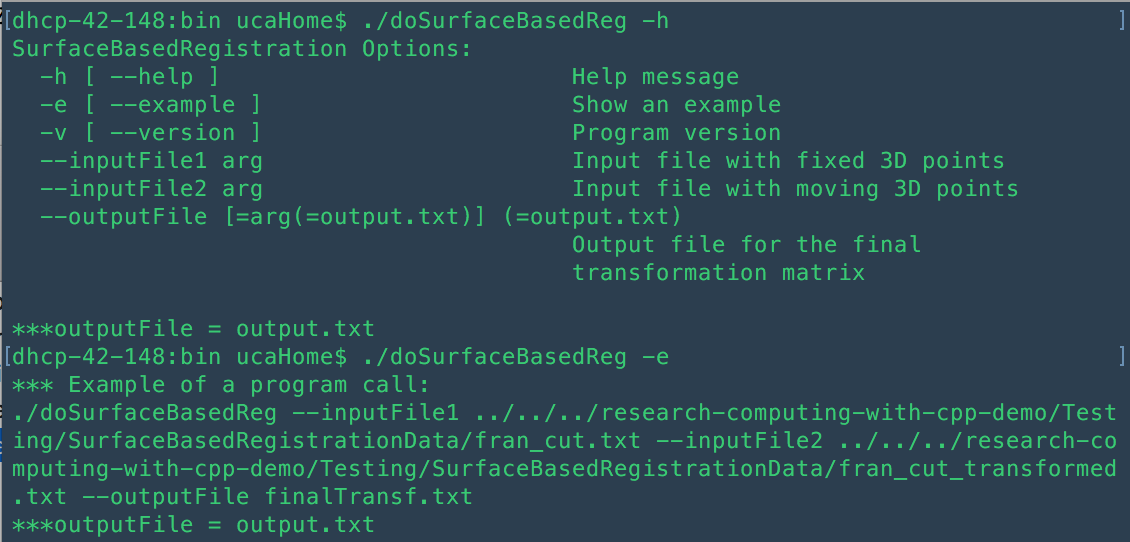 [dhcp-42-148:bin ucaHome$ ./doSurfaceBasedReg -h ]
SurfaceBasedRegistration Options:
-h [ --help ] Help message
-e [ --example ] Show an example
-v [ --version ] Program version
--inputFile1 arg Input file with fixed 3D points
--inputFile2 arg Input file with moving 3D points
--outputFile [=arg(=output.txt)] (=output.txt)
Output file for the final
transformation matrix
***outputFile = output.txt
[dhcp-42-148:bin ucaHome$ ./doSurfaceBasedReg -e ]
*** Example of a program call:
./doSurfaceBasedReg --inputFile1 ../../../research-computing-with-cpp-demo/Test
ing/SurfaceBasedRegistrationData/fran_cut.txt --inputFile2 ../../../research-co
mputing-with-cpp-demo/Testing/SurfaceBasedRegistrationData/fran_cut_transformed
.txt --outputFile finalTransf.txt
***outputFile = output.txt